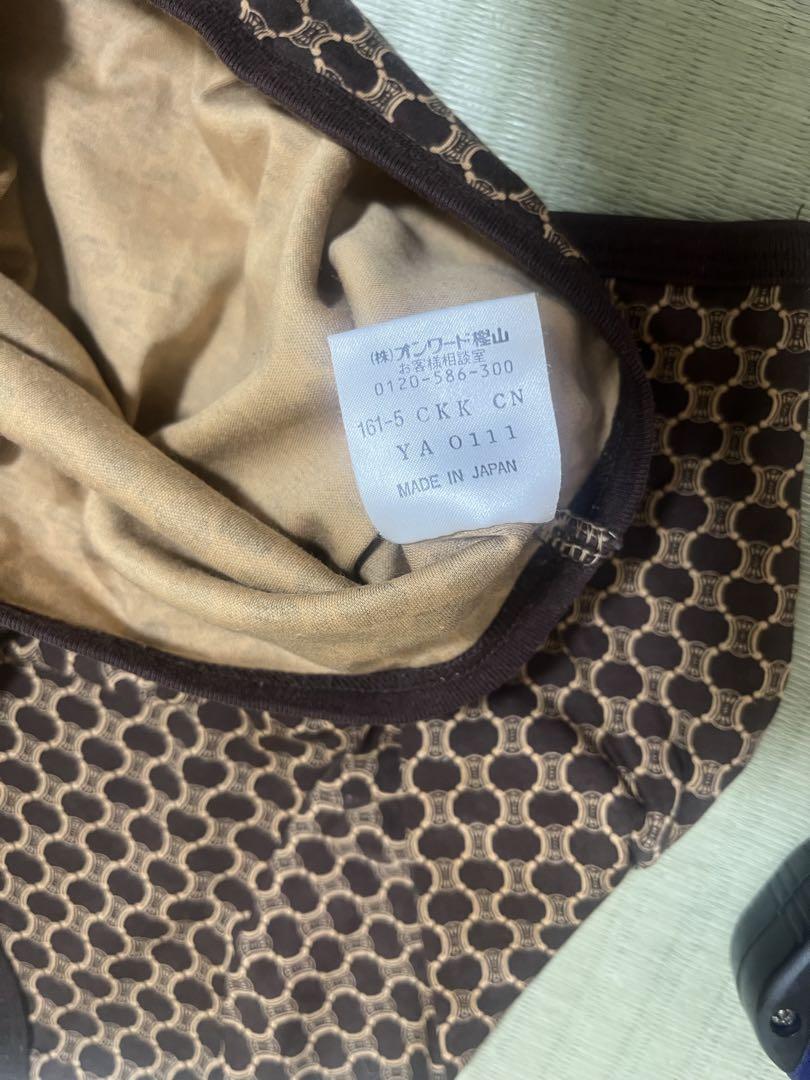 (株)オンワード樫山
お客様相談室
0120-586-300
161-5 CKK CN
YA 0111
MADE IN JAPAN